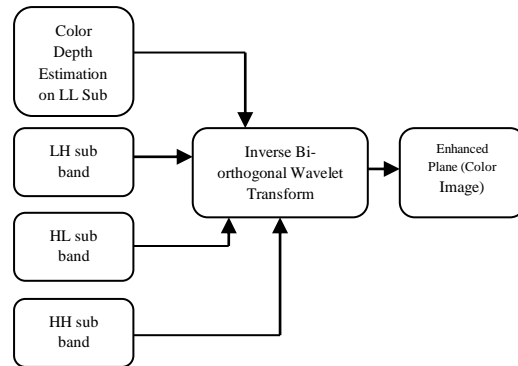 Color
Depth
Estimation
on LL Sub
LH sub
band
HL sub
band
HH sub
band
Inverse Bi-
orthogonal Wavelet
Transform
Enhanced
Plane (Color
Image)